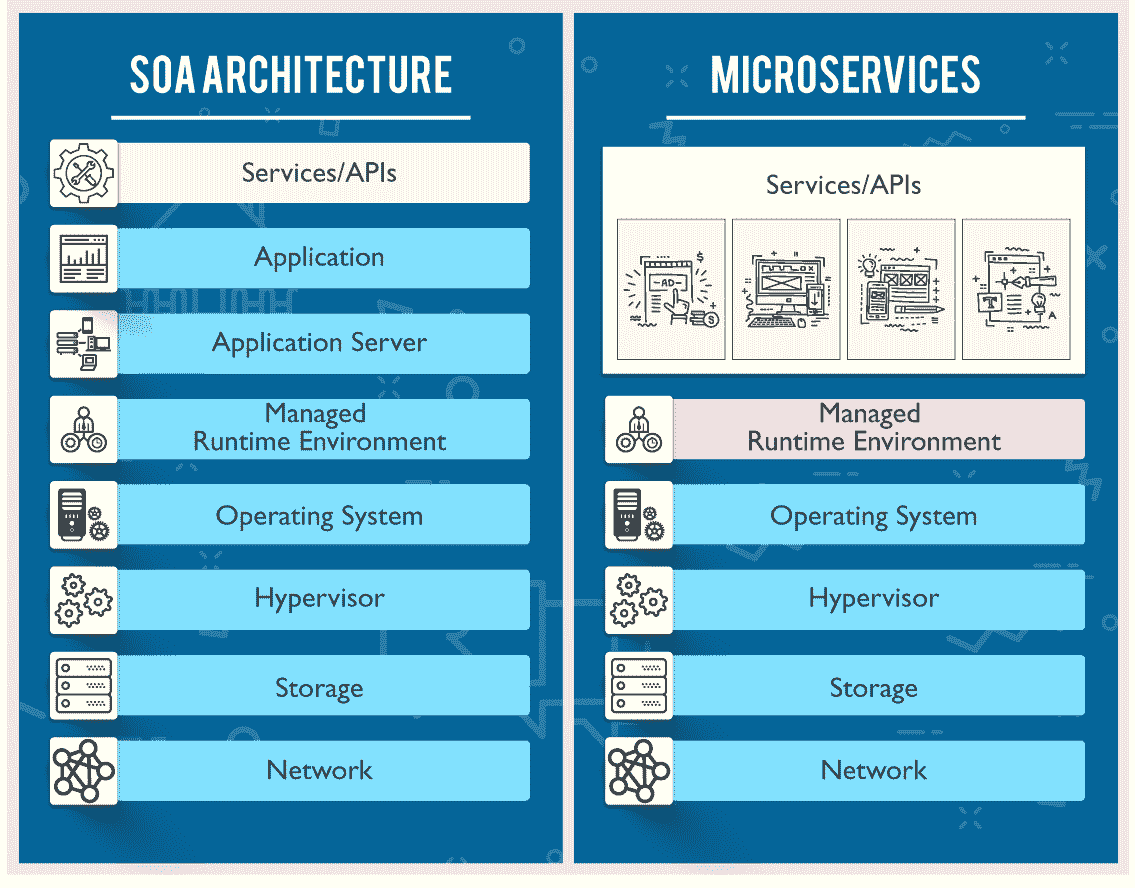 SOA ARCHITECTURE
Services/APIs
Application
Application Server
Managed
Runtime Environment
Operating System
Hypervisor
Storage
Network
MICROSERVICES
Services/APIs
AD
$
$
T
A
Managed
Runtime Environment
Operating System
Hypervisor
Storage
Network